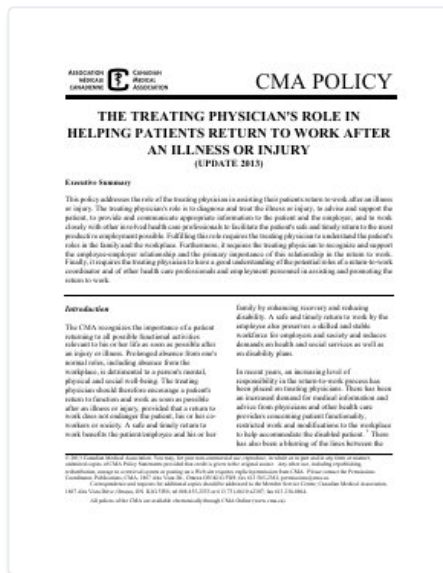 ASSOCIATION
MÉDICALE
CANADIENNE
CANADIAN
MEDICAL
ASSOCIATION
CMA POLICY
THE TREATING PHYSICIAN'S ROLE IN
HELPING PATIENTS RETURN TO WORK AFTER
AN ILLNESS OR INJURY
(UPDATE 2013)
Executive Summary
This policy addresses the role of the treating physician in assisting their patients return to work after an illness
or injury. The treating physician's role is to diagnose and treat the illness or injury, to advise and support the
patient, to provide and communicate appropriate information to the patient and the employer, and to work
closely with other involved health care professionals to facilitate the patient's safe and timely return to the most
productive employment possible. Fulfilling this role requires the treating physician to understand the patient's
roles in the family and the workplace. Furthermore, it requires the treating physician to recognize and support
the employee-employer relationship and the primary importance of this relationship in the return to work.
Finally, it requires the treating physician to have a good understanding of the potential roles of a return-to-work
coordinator and of other health care professionals and employment personnel in assisting and promoting the
return to work.
Introduction
The CMA recognizes the importance of a patient
returning to all possible functional activities
relevant to his or her life as soon as possible after
an injury or illness. Prolonged absence from one's
normal roles, including absence from the
workplace, is detrimental to a person's mental,
physical and social well-being. The treating
physician should therefore encourage a patient's
return to function and work as soon as possible
after an illness or injury, provided that a return to
work does not endanger the patient, his or her co-
workers or society. A safe and timely return to
work benefits the patient/employee and his or her
family by enhancing recovery and reducing
disability. A safe and timely return to work by the
employee also preserves a skilled and stable
workforce for employers and society and reduces
demands on health and social services as well as
on disability plans.
In recent years, an increasing level of
responsibility in the return-to-work process has
been placed on treating physicians. There has
been an increased demand for medical information and
advice from physicians and other health care
providers concerning patient functionality,
restricted work and modifications to the workplace
to help accommodate the disabled patient. There
has also been a blurring of the lines between the
All policies of the CMA are available electronically through CMA Online (www.cma.ca).